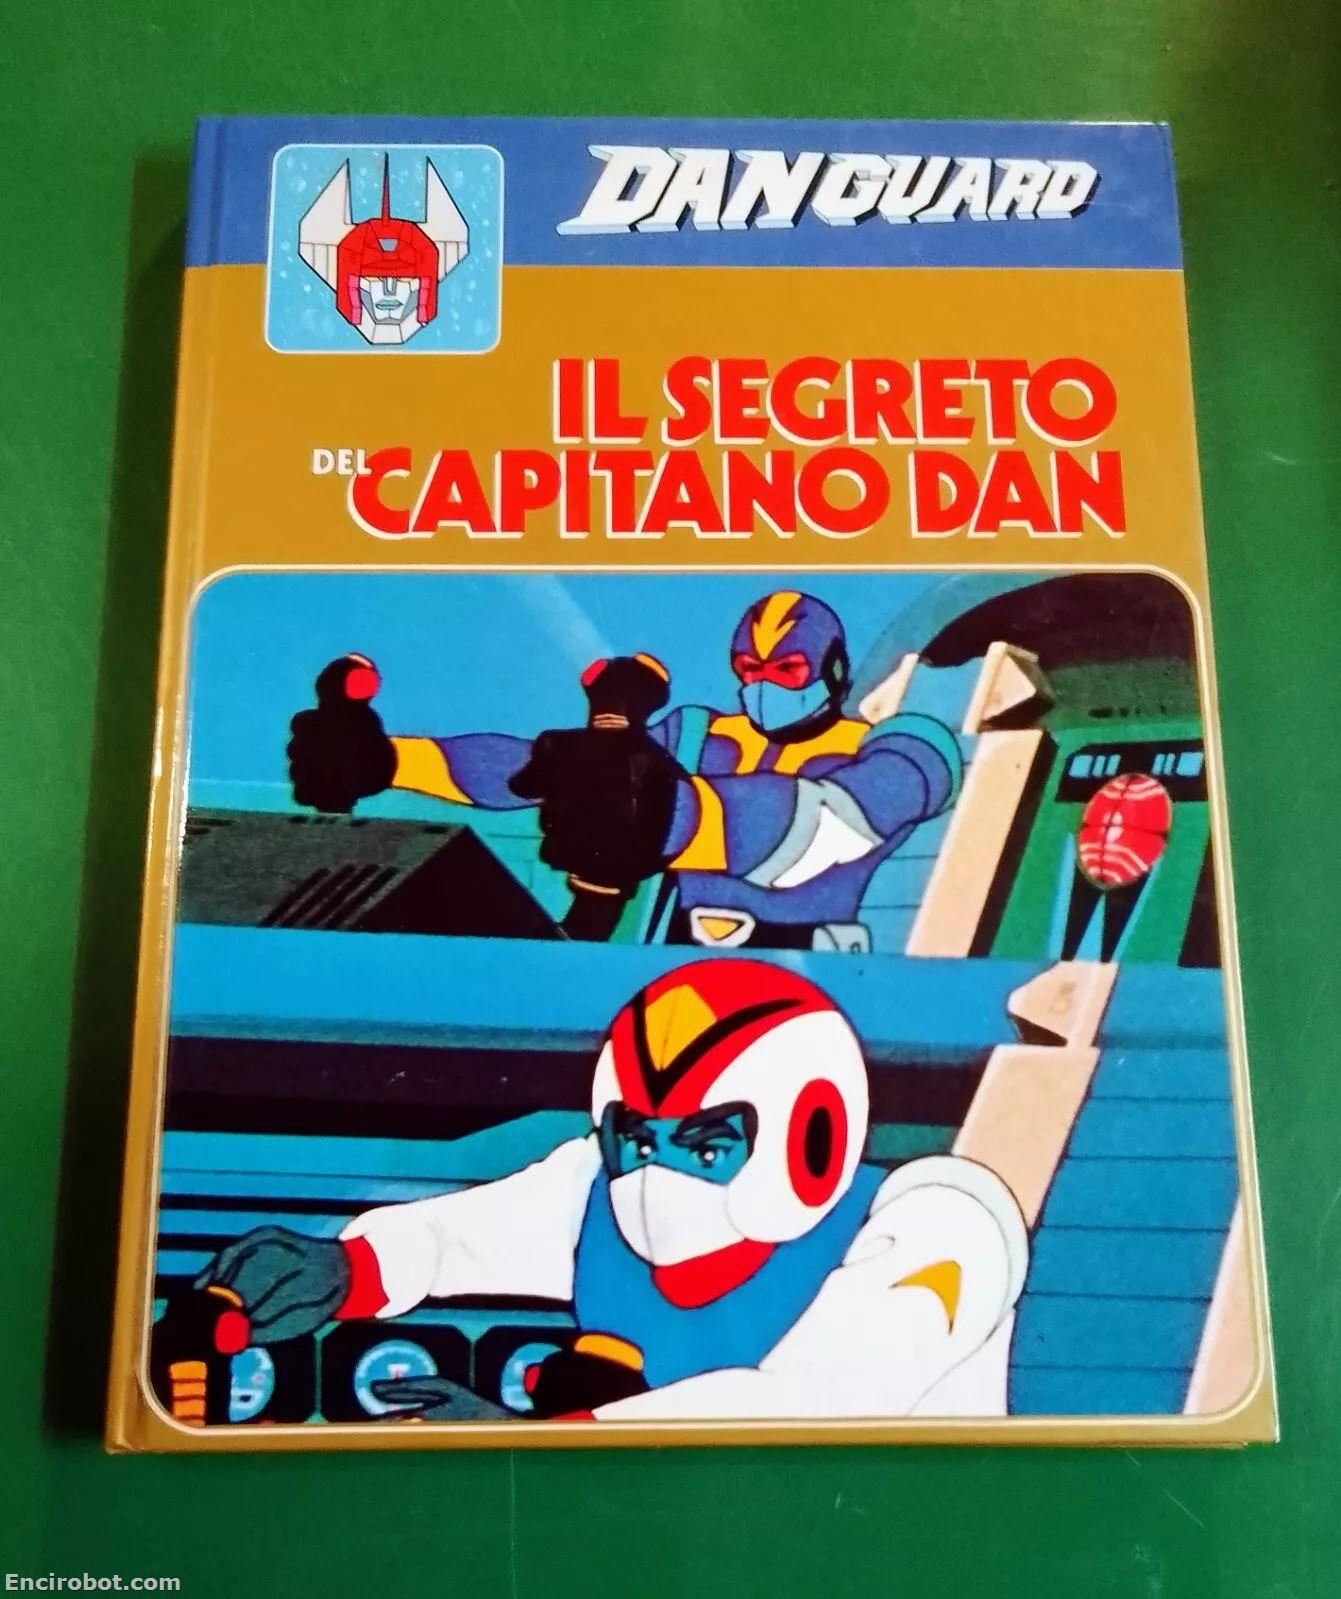 DANGUARD
IL SEGRETO
DEL CAPITANO DAN
Encirobot.com